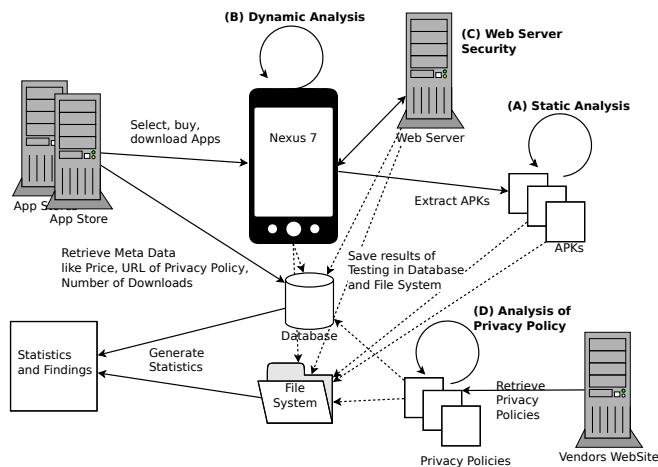 (B) Dynamic Analysis
(C) Web Server
Security
(A) Static Analysis
Nexus 7
Select, buy,
download Apps
Web Server
Extract APKs
App Stores
App Store
APKs
Retrieve Meta Data
like Price, URL of Privacy Policy,
Number of Downloads
Save results of
Testing in Database
and File System
(D) Analysis of
Privacy Policy
Database
Statistics
and Findings
Generate
Statistics
File
System
Retrieve
Privacy
Policies
Privacy Policies
Vendors WebSite